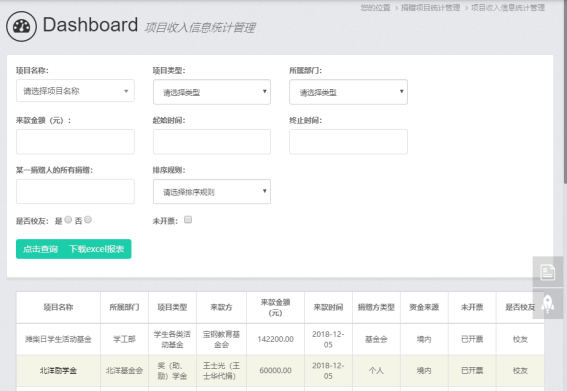 您的位置 > 捐赠项目统计管理 > 项目收入信息统计管理
Dashboard 项目收入信息统计管理
项目名称: 项目类型: 所属部门:
请选择项目名称 请选择类型 请选择类型
来款金额（元）: 起始时间: 终止时间:
某一捐赠人的所有捐赠: 排序规则:
请选择排序规则
是否校友: 是 否 未开票:
点击查询 下载excel报表
项目名称 所属部门 项目类型 来款方 来款金额（元） 来款时间 捐赠方类型 资金来源 未开票 是否校友
潍柴日学生活动基金 学工部 学生各类活动基金 宝钢教育基金会 142200.00 2018-12-05 基金会 境内 已开票 校友
北洋励学金 北洋基金会 奖（助、励）学金 王士光（王士华代捐） 60000.00 2018-12-05 个人 境内 已开票 校友